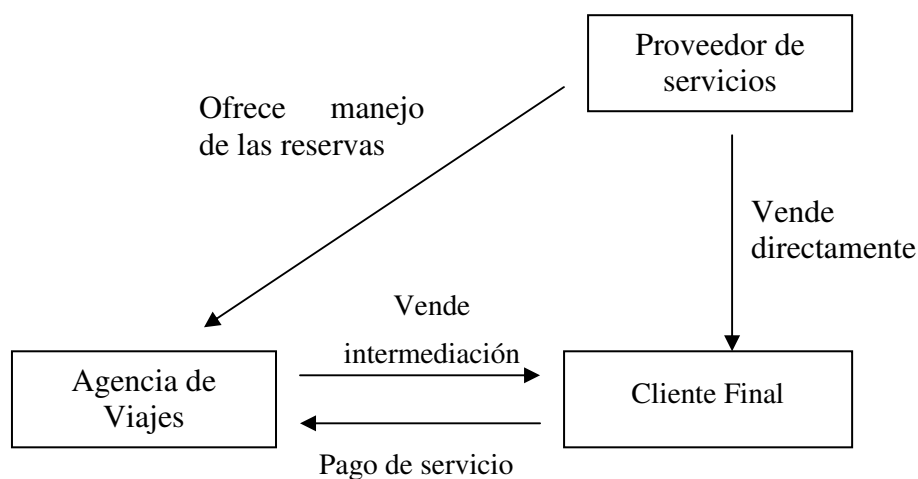 Proveedor de
servicios
Ofrece manejo
de las reservas
Vende
directamente
Vende
intermediación
Agencia de
Viajes
Cliente Final
Pago de servicio